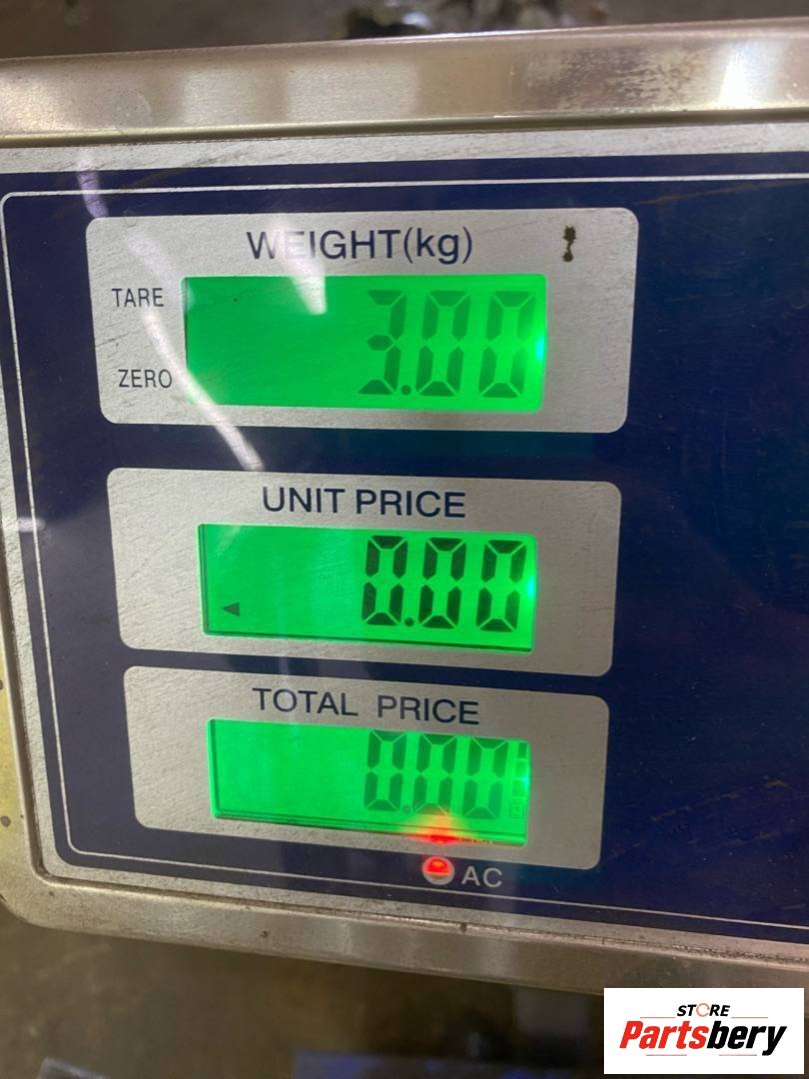 WEIGHT(kg)
TARE
3.00
ZERO
UNIT PRICE
0.00
TOTAL PRICE
0.00
AC
STORE
Partsbery